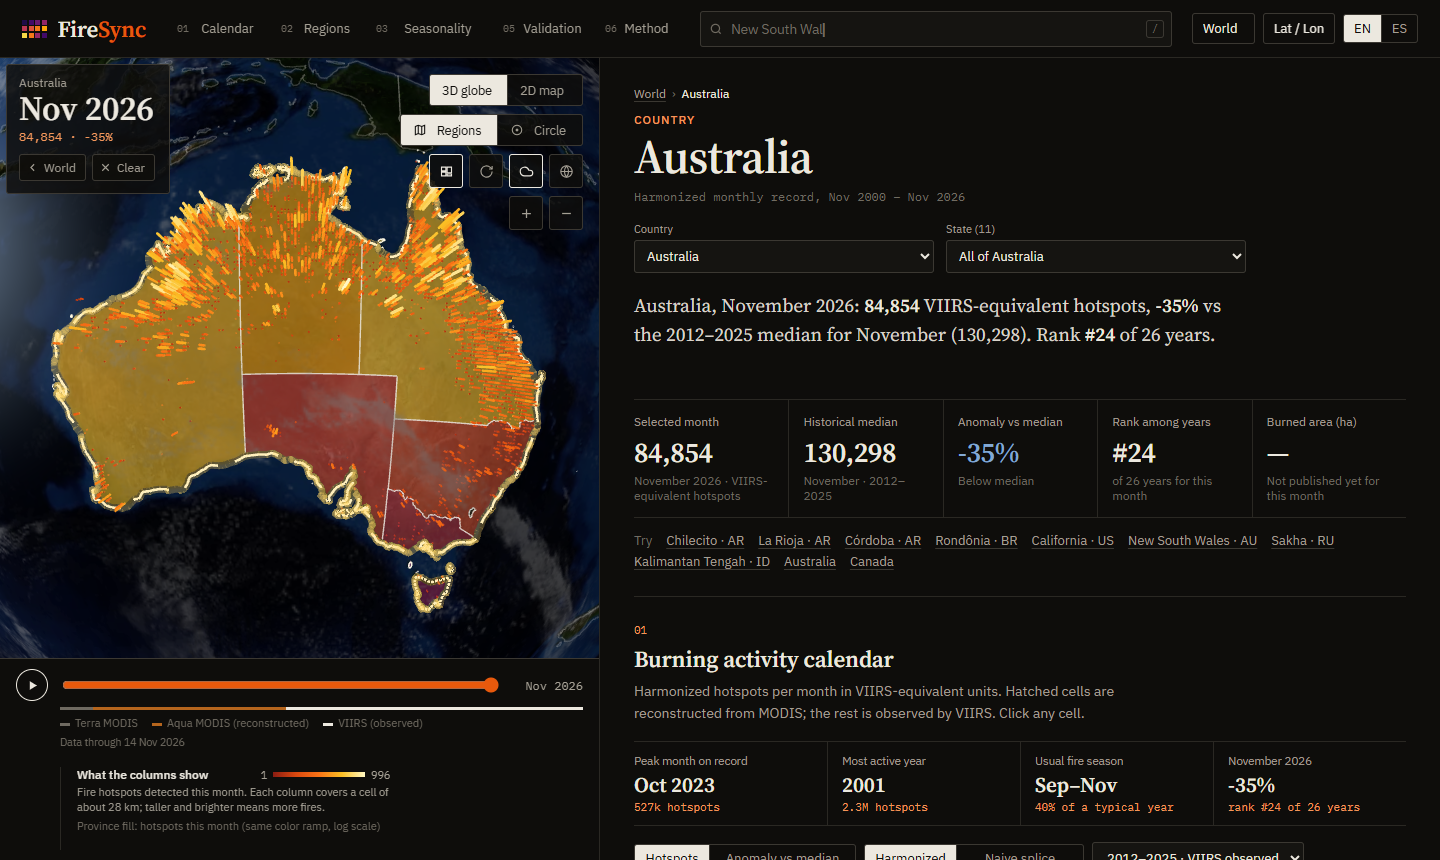 FireSync
01 Calendar
02 Regions
03 Seasonality
05 Validation
06 Method
New South Wal
/
World
Lat / Lon
EN
ES
Australia
Nov 2026
84,854 · -35%
World
Clear
3D globe
2D map
Regions
Circle
+
−
Nov 2026
Terra MODIS
Aqua MODIS (reconstructed)
VIIRS (observed)
Data through 14 Nov 2026
What the columns show
1
996
Fire hotspots detected this month. Each column covers a cell of
about 28 km; taller and brighter means more fires.
Province fill: hotspots this month (same color ramp, log scale)
World › Australia
COUNTRY
Australia
Harmonized monthly record, Nov 2000 – Nov 2026
Country
Australia
State (11)
All of Australia
Australia, November 2026: 84,854 VIIRS-equivalent hotspots, -35% vs
the 2012–2025 median for November (130,298). Rank #24 of 26 years.
Selected month
84,854
November 2026 · VIIRS-
equivalent hotspots
Historical median
130,298
November · 2012–
2025
Anomaly vs median
-35%
Below median
Rank among years
#24
of 26 years for this
month
Burned area (ha)
—
Not published yet for
this month
Try Chilecito · AR La Rioja · AR Córdoba · AR Rondônia · BR California · US New South Wales · AU Sakha · RU
Kalimantan Tengah · ID Australia Canada
01
Burning activity calendar
Harmonized hotspots per month in VIIRS-equivalent units. Hatched cells are
reconstructed from MODIS; the rest is observed by VIIRS. Click any cell.
Peak month on record
Oct 2023
527k hotspots
Most active year
2001
2.3M hotspots
Usual fire season
Sep–Nov
40% of a typical year
November 2026
-35%
rank #24 of 26 years
Hotspots
Anomaly vs median
Harmonized
Naive splice
2012–2025 · VIIRS observed